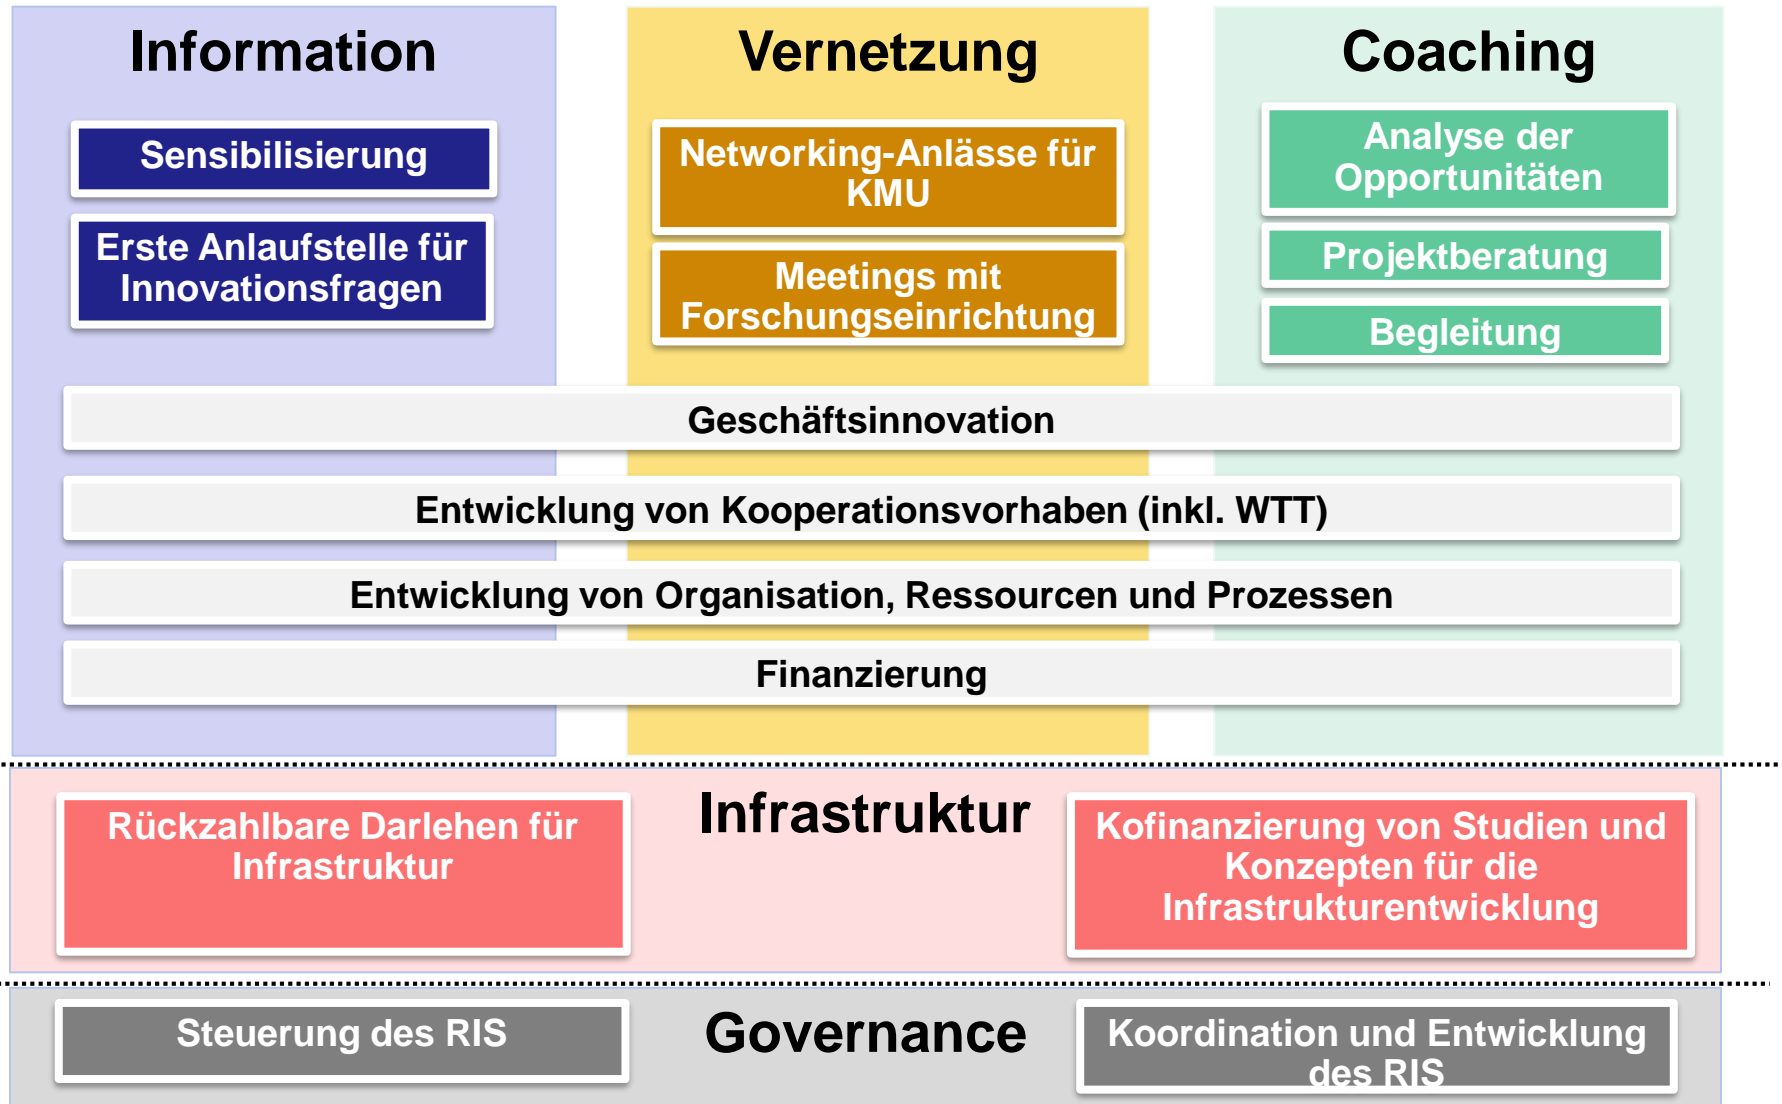 Information
Sensibilisierung
Erste Anlaufstelle für
Innovationsfragen
Vernetzung
Networking-Anlässe für
KMU
Meetings mit
Forschungseinrichtung
Coaching
Analyse der
Opportunitäten
Projektberatung
Begleitung
Geschäftsinnovation
Entwicklung von Kooperationsvorhaben (inkl. WTT)
Entwicklung von Organisation, Ressourcen und Prozessen
Finanzierung
Infrastruktur
Rückzahlbare Darlehen für
Infrastruktur
Kofinanzierung von Studien und
Konzepten für die
Infrastrukturentwicklung
Governance
Steuerung des RIS
Koordination und Entwicklung
des RIS